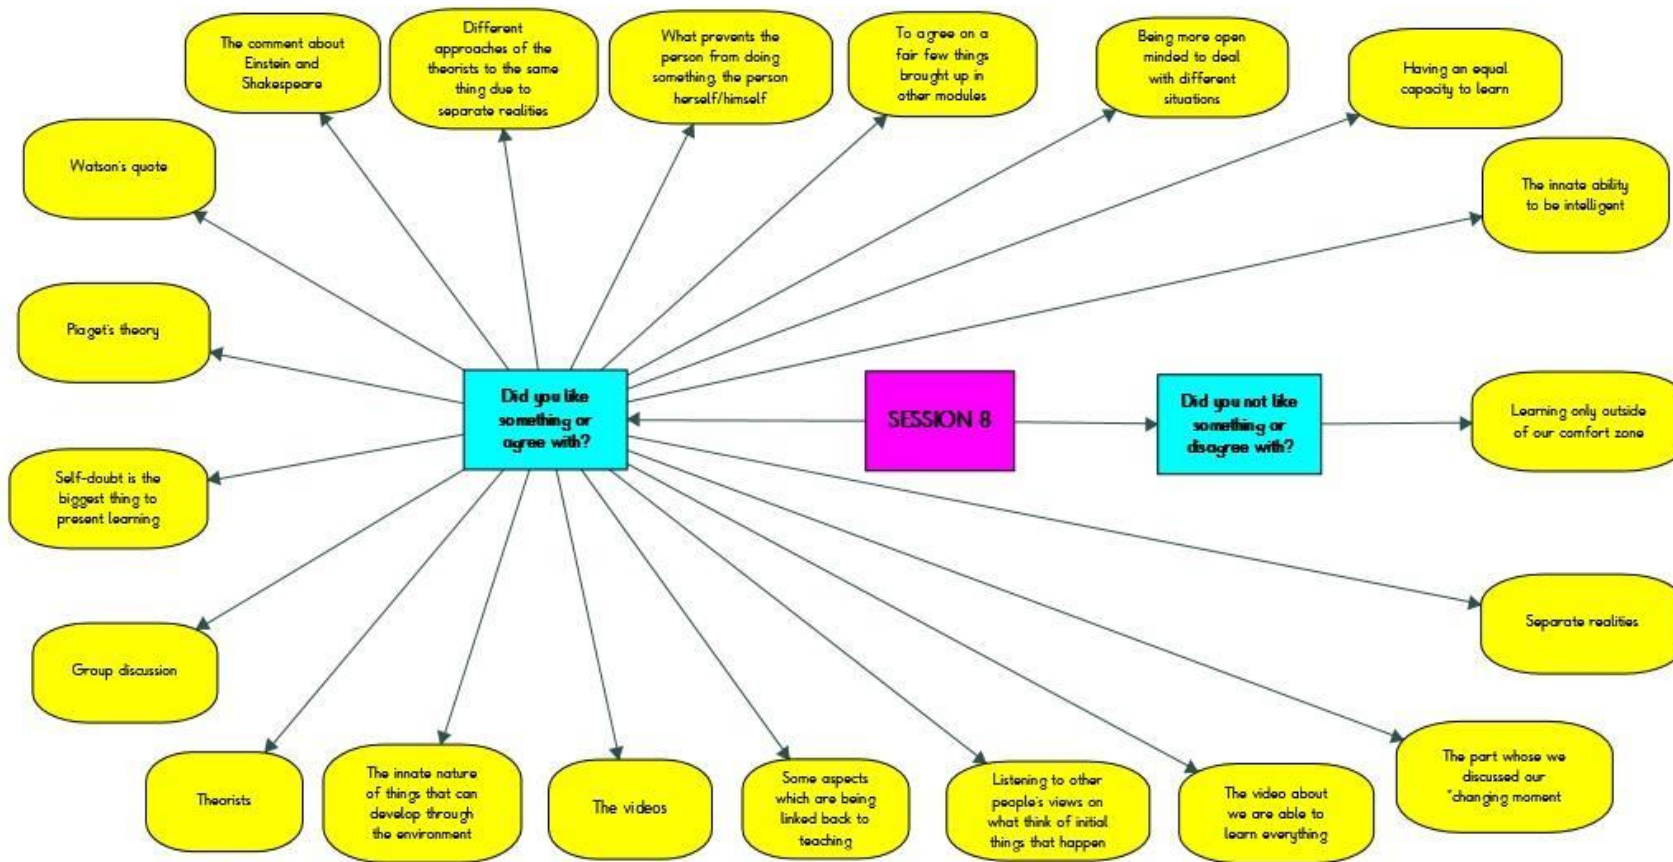 The comment about
Einstein and
Shakespeare
Different
approaches of the
theorists to the same
thing due to
separate realities
What prevents the
person from doing
something, the person
herself/himself
To agree on a
fair few things
brought up in
other modules
Being more open
minded to deal
with different
situations
Having an equal
capacity to learn
Watson's quote
The innate ability
to be intelligent
Piaget's theory
Did you like
something or
agree with?
SESSION 8
Did you not like
something or
disagree with?
Learning only outside
of our comfort zone
Self-doubt is the
biggest thing to
present learning
Separate realities
Group discussion
Theorists
The innate nature
of things that can
develop through
the environment
The videos
Some aspects
which are being
linked back to
teaching
Listening to other
people's views on
what think of initial
things that happen
The video about
we are able to
learn everything
The part whose we
discussed our
"changing moment